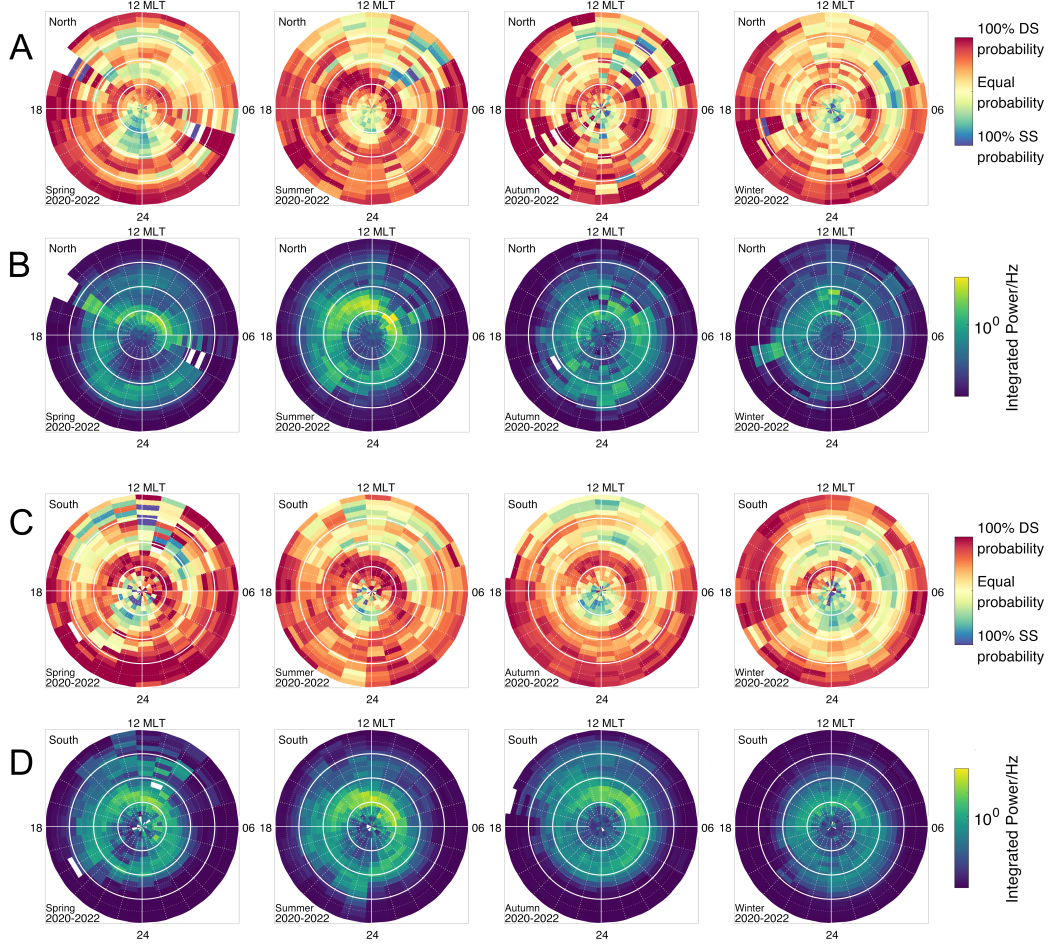 A
12 MLT
12 MLT
12 MLT
12 MLT
North
North
North
North
18
06
18
06
18
06
18
06
Spring
2020-2022
Summer
2020-2022
Autumn
2020-2022
Winter
2020-2022
24
24
24
24
100% DS
probability
Equal
probability
100% SS
probability
B
12 MLT
12 MLT
12 MLT
12 MLT
North
North
North
North
18
06
18
06
18
06
18
06
Spring
2020-2022
Summer
2020-2022
Autumn
2020-2022
Winter
2020-2022
24
24
24
24
10⁰
Integrated Power/Hz
C
12 MLT
12 MLT
12 MLT
12 MLT
South
South
South
South
18
06
18
06
18
06
18
06
Spring
2020-2022
Summer
2020-2022
Autumn
2020-2022
Winter
2020-2022
24
24
24
24
100% DS
probability
Equal
probability
100% SS
probability
D
12 MLT
12 MLT
12 MLT
12 MLT
South
South
South
South
18
06
18
06
18
06
18
06
Spring
2020-2022
Summer
2020-2022
Autumn
2020-2022
Winter
2020-2022
24
24
24
24
10⁰
Integrated Power/Hz